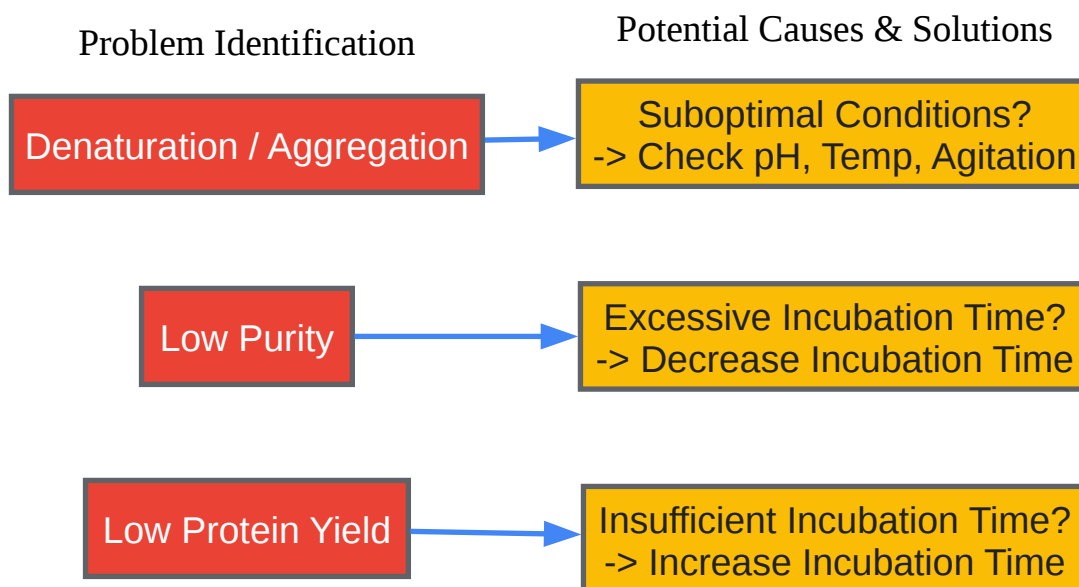 Problem Identification
Potential Causes & Solutions
Denaturation / Aggregation
Suboptimal Conditions?
-> Check pH, Temp, Agitation
Low Purity
Excessive Incubation Time?
-> Decrease Incubation Time
Low Protein Yield
Insufficient Incubation Time?
-> Increase Incubation Time